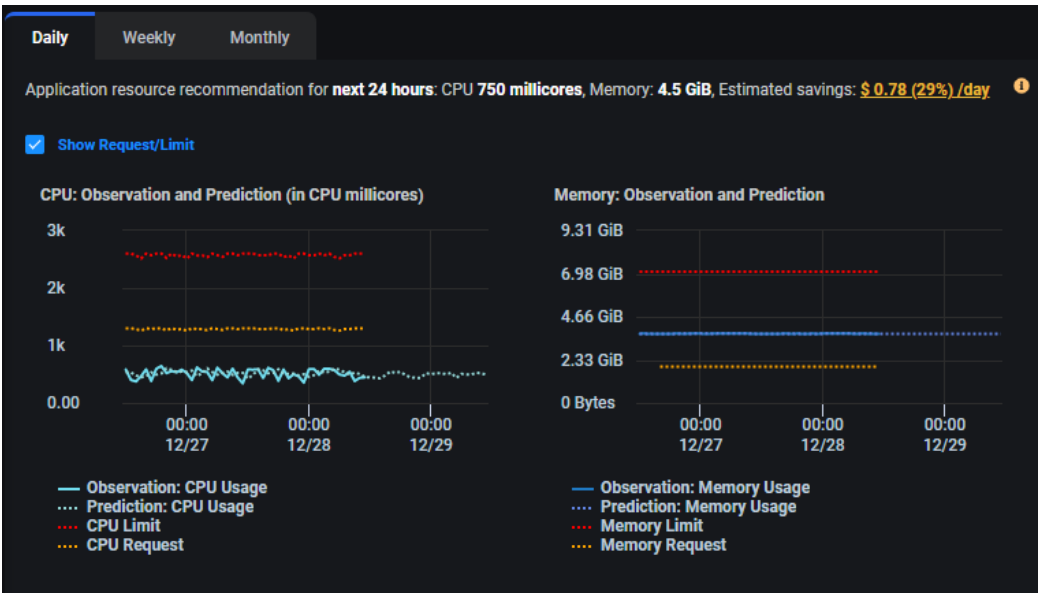 Daily Weekly Monthly
Application resource recommendation for next 24 hours: CPU 750 millicores, Memory: 4.5 GiB, Estimated savings: $ 0.78 (29%) /day
Show Request/Limit
CPU: Observation and Prediction (in CPU millicores)
3k
2k
1k
0.00
00:00 00:00 00:00
12/27 12/28 12/29
Observation: CPU Usage
Prediction: CPU Usage
CPU Limit
CPU Request
Memory: Observation and Prediction
9.31 GiB
6.98 GiB
4.66 GiB
2.33 GiB
0 Bytes
00:00 00:00 00:00
12/27 12/28 12/29
Observation: Memory Usage
Prediction: Memory Usage
Memory Limit
Memory Request